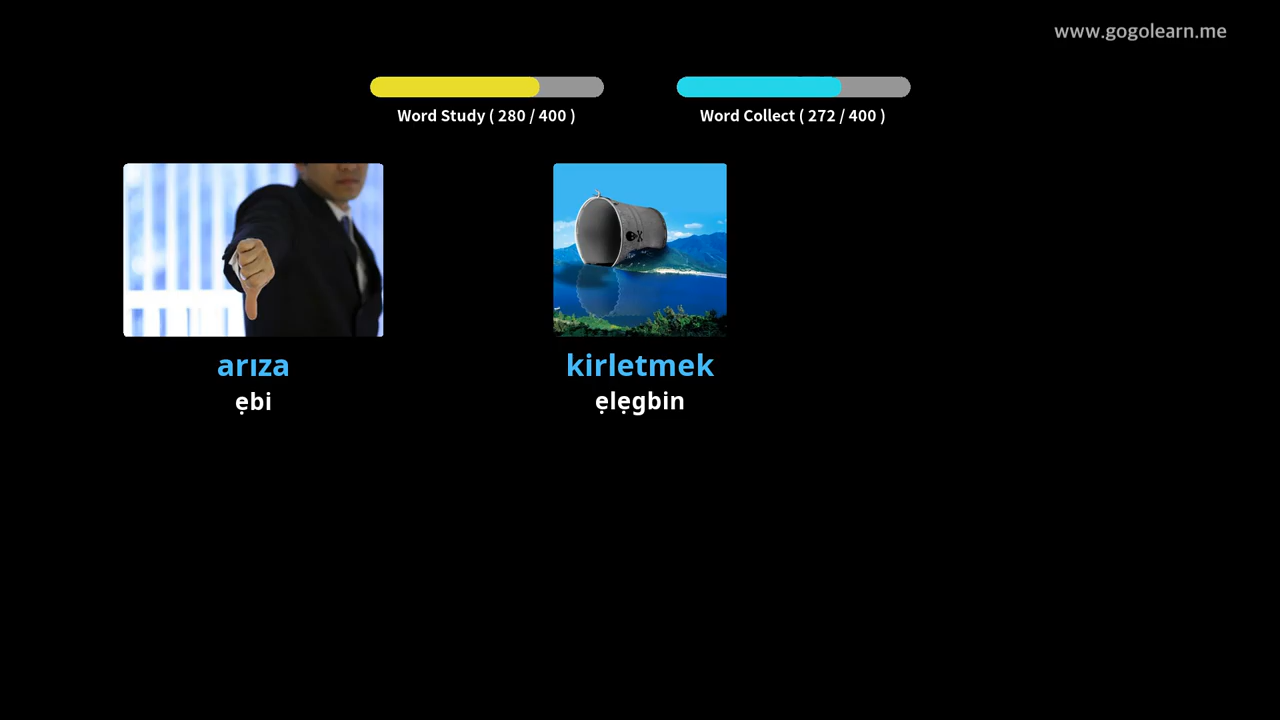 www.gogolearn.me
Word Study ( 280 / 400 )
Word Collect ( 272 / 400 )
arıza
ẹbi
kirletmek
ẹlẹgbin